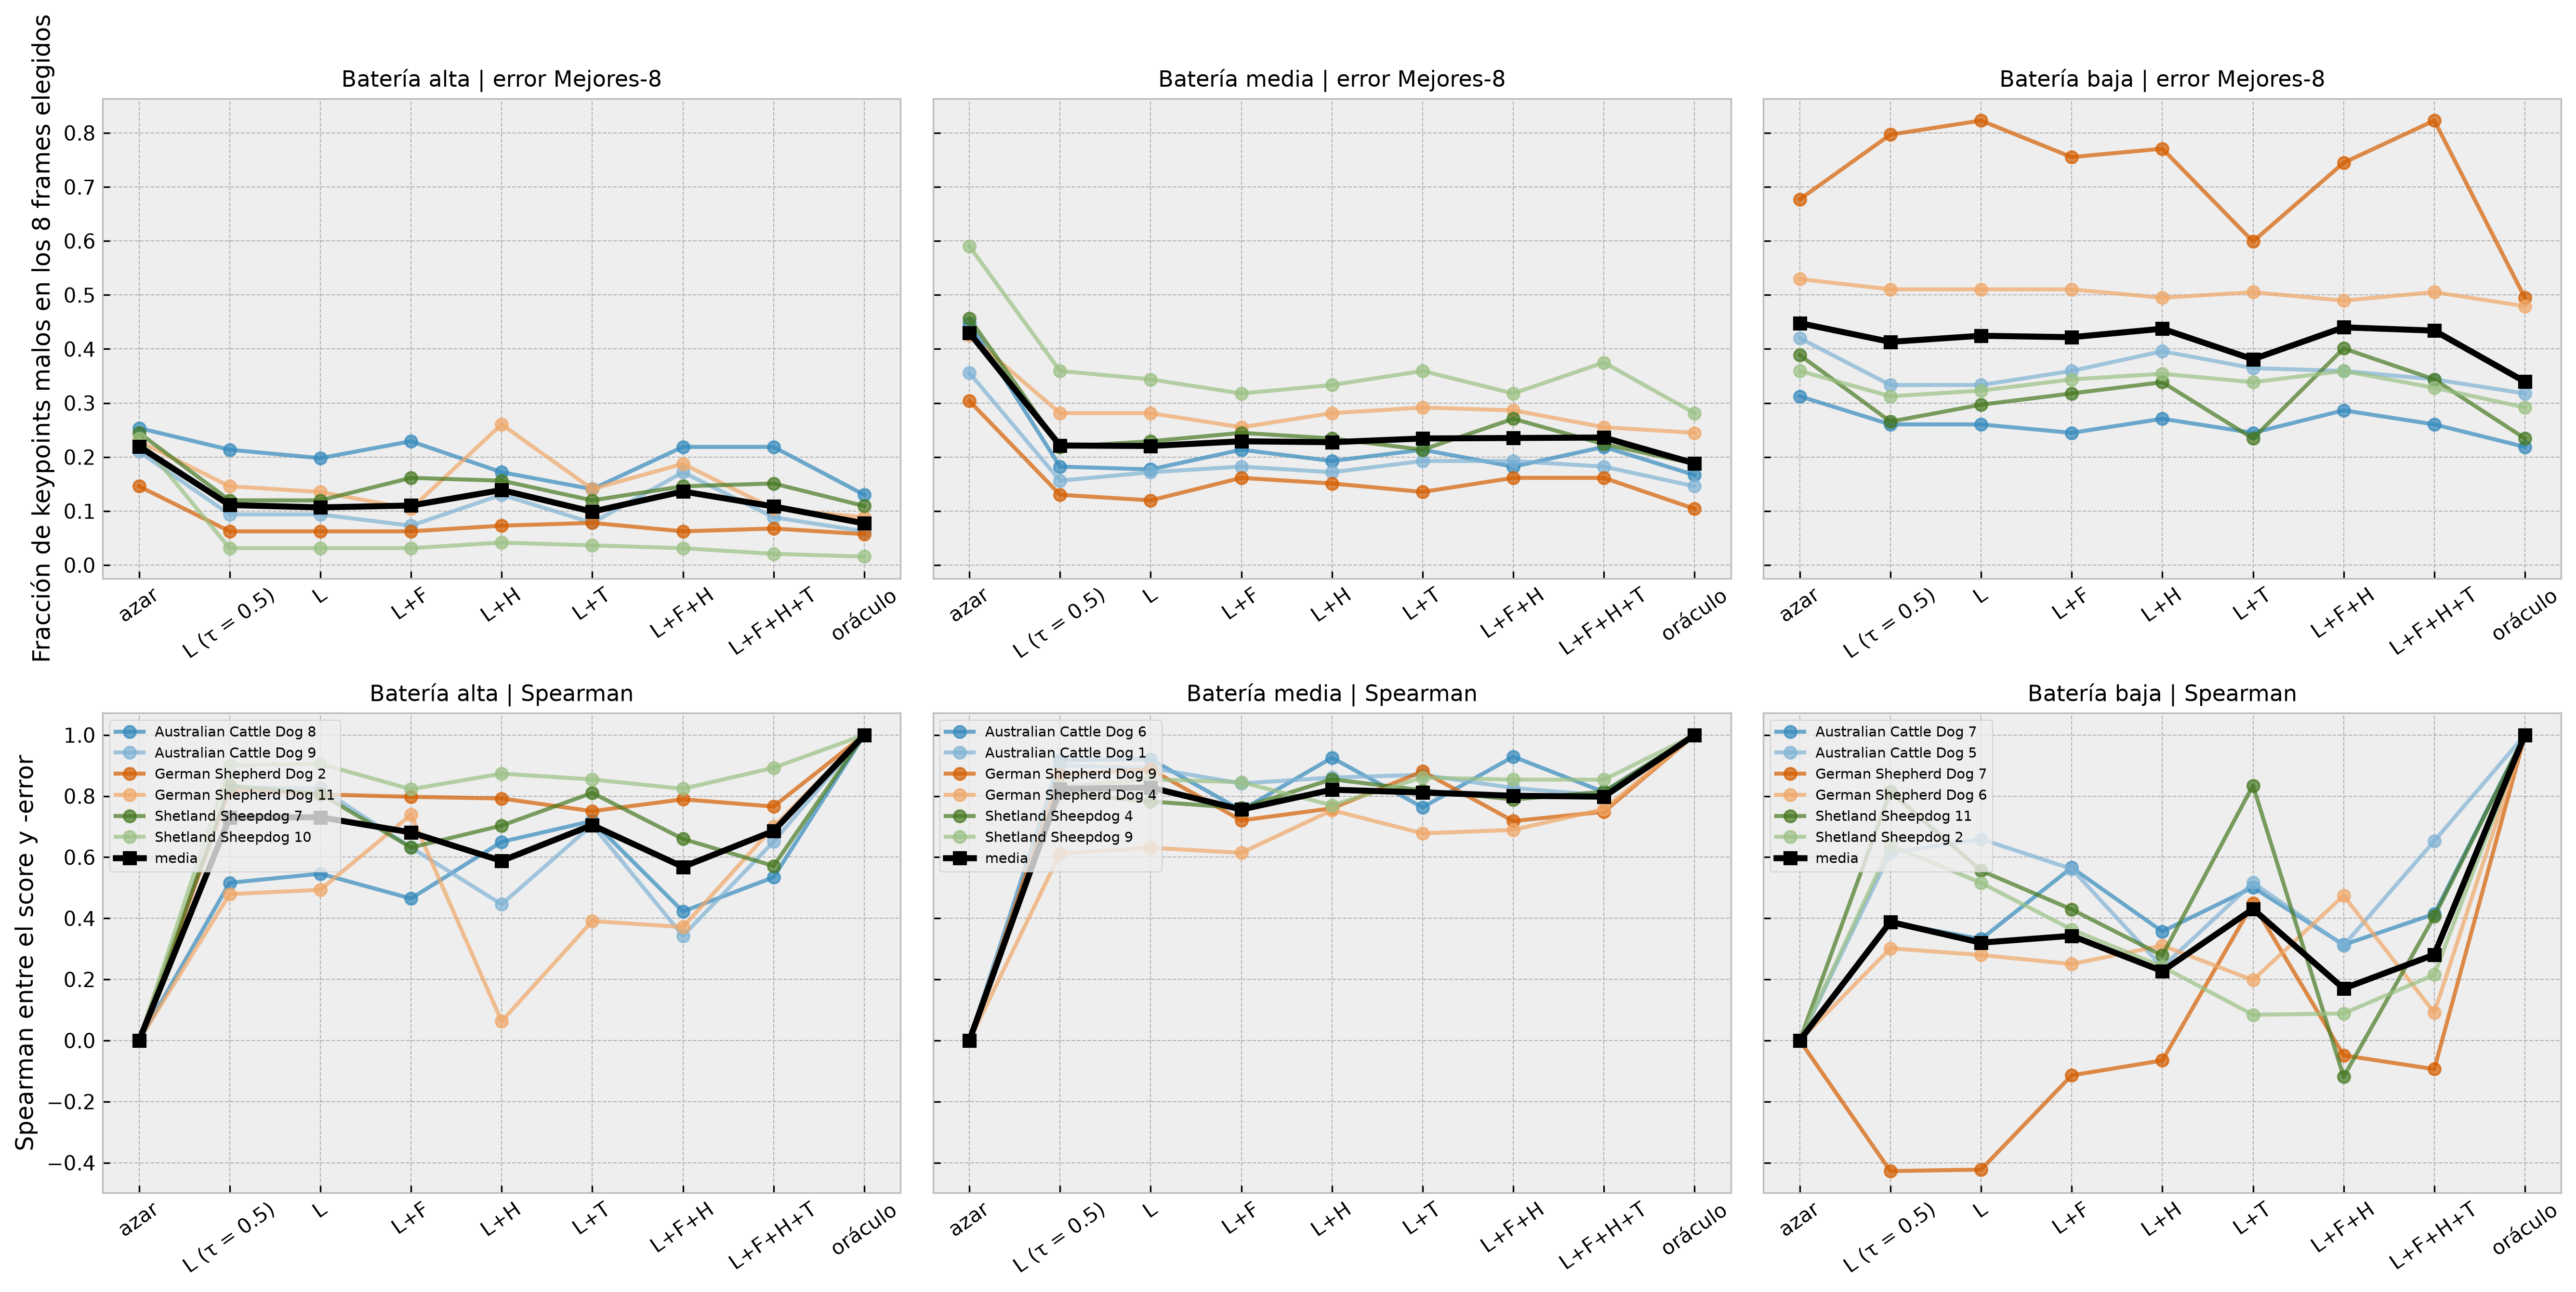 Batería alta | error Mejores-8
Batería media | error Mejores-8
Batería baja | error Mejores-8
Fracción de keypoints malos en los 8 frames elegidos
0.8
0.7
0.6
0.5
0.4
0.3
0.2
0.1
0.0
azar
L (τ = 0.5)
L
L+F
L+H
L+T
L+F+H
L+F+H+T
oráculo
azar
L (τ = 0.5)
L
L+F
L+H
L+T
L+F+H
L+F+H+T
oráculo
azar
L (τ = 0.5)
L
L+F
L+H
L+T
L+F+H
L+F+H+T
oráculo
Batería alta | Spearman
Batería media | Spearman
Batería baja | Spearman
Spearman entre el score y -error
1.0
0.8
0.6
0.4
0.2
0.0
−0.2
−0.4
Australian Cattle Dog 8
Australian Cattle Dog 9
German Shepherd Dog 2
German Shepherd Dog 11
Shetland Sheepdog 7
Shetland Sheepdog 10
media
Australian Cattle Dog 6
Australian Cattle Dog 1
German Shepherd Dog 9
German Shepherd Dog 4
Shetland Sheepdog 4
Shetland Sheepdog 9
media
Australian Cattle Dog 7
Australian Cattle Dog 5
German Shepherd Dog 7
German Shepherd Dog 6
Shetland Sheepdog 11
Shetland Sheepdog 2
media
azar
L (τ = 0.5)
L
L+F
L+H
L+T
L+F+H
L+F+H+T
oráculo
azar
L (τ = 0.5)
L
L+F
L+H
L+T
L+F+H
L+F+H+T
oráculo
azar
L (τ = 0.5)
L
L+F
L+H
L+T
L+F+H
L+F+H+T
oráculo